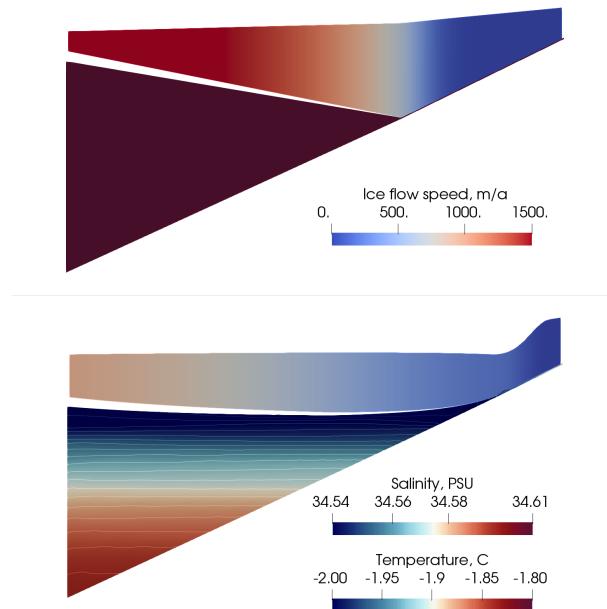 Ice flow speed, m/a
0. 500. 1000. 1500.
Salinity, PSU
34.54 34.56 34.58 34.61
Temperature, C
-2.00 -1.95 -1.9 -1.85 -1.80